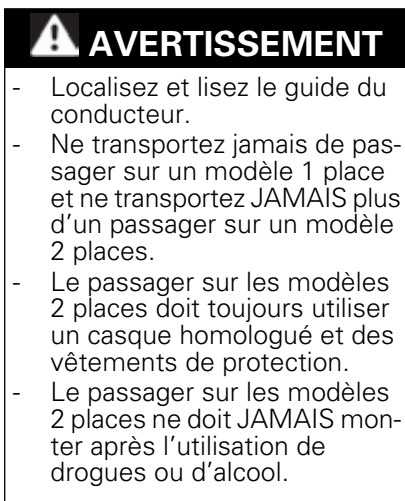 AVERTISSEMENT
- Localisez et lisez le guide du
conducteur.
- Ne transportez jamais de pas-
sager sur un modèle 1 place
et ne transportez JAMAIS plus
d’un passager sur un modèle
2 places.
- Le passager sur les modèles
2 places doit toujours utiliser
un casque homologué et des
vêtements de protection.
- Le passager sur les modèles
2 places ne doit JAMAIS mon-
ter après l’utilisation de
drogues ou d’alcool.